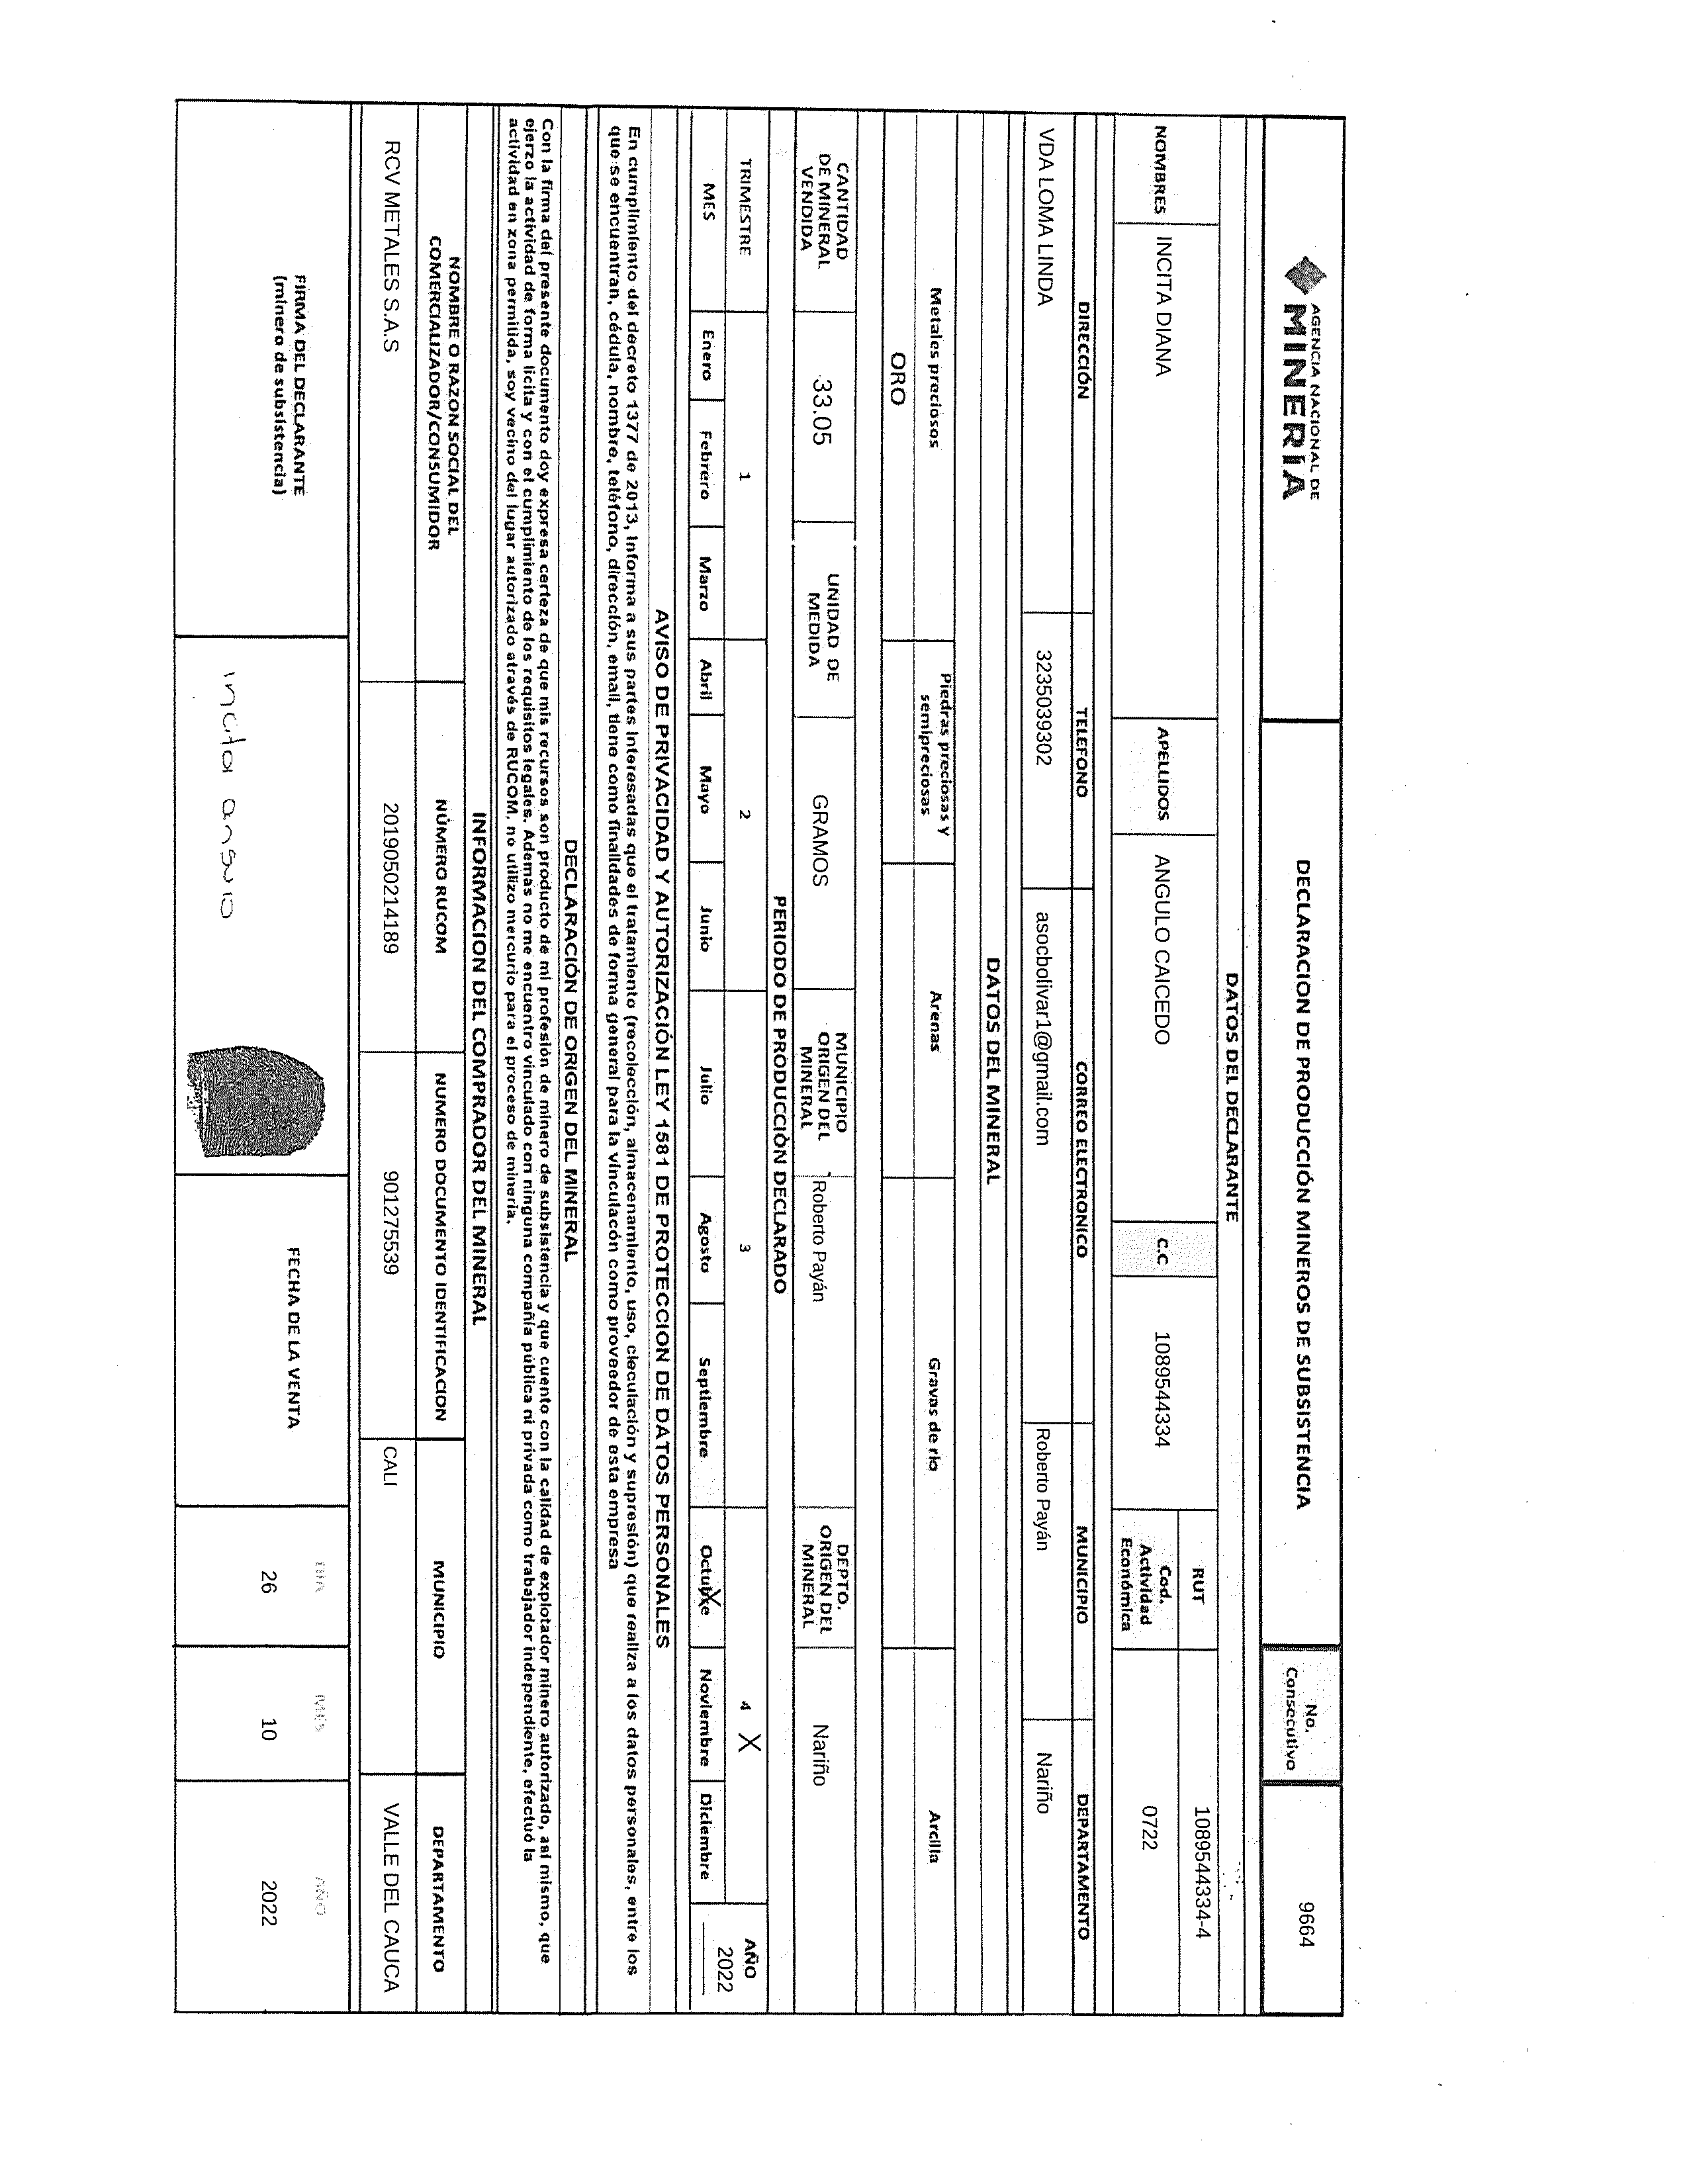 AGENCIA NACIONAL DE
MINERÍA
DECLARACION DE PRODUCCIÓN MINEROS DE SUBSISTENCIA
No.
Consecutivo
9664
DATOS DEL DECLARANTE
NOMBRES
INCITA DIANA
APELLIDOS
ANGULO CAICEDO
C.C
1089544334
RUT
1089544334-4
Cod.
Actividad
Económica
0722
DIRECCIÓN
TELEFONO
CORREO ELECTRONICO
MUNICIPIO
DEPARTAMENTO
VDA LOMA LINDA
3235039302
asocbolivar1@gmail.com
Roberto Payán
Nariño
DATOS DEL MINERAL
Metales preciosos
Piedras preciosas y
semipreciosas
Arenas
Gravas de río
Arcilla
ORO
CANTIDAD
DE MINERAL
VENDIDA
33.05
UNIDAD DE
MEDIDA
GRAMOS
MUNICIPIO
ORIGEN DEL
MINERAL
Roberto Payán
DEPTO.
ORIGEN DEL
MINERAL
Nariño
PERIODO DE PRODUCCIÓN DECLARADO
TRIMESTRE
1
2
3
4 X
AÑO
2022
MES
Enero
Febrero
Marzo
Abril
Mayo
Junio
Julio
Agosto
Septiembre
Octubre
X
Noviembre
Diciembre
AVISO DE PRIVACIDAD Y AUTORIZACIÓN LEY 1581 DE PROTECCION DE DATOS PERSONALES
En cumplimiento del decreto 1377 de 2013, Informa a sus partes Interesadas que el tratamiento (recolección, almacenamiento, uso, cleculación y supresión) que realiza a los datos personales, entre los
que se encuentran, cédula, nombre, teléfono, dirección, email, tiene como finalidades de forma general para la vinculación como proveedor de esta empresa
DECLARACIÓN DE ORIGEN DEL MINERAL
Con la firma del presente documento doy expresa certeza de que mis recursos son producto de mi profesión de minero de subsistencia y que cuento con la calidad de explotador minero autorizado, así mismo, que
ejerzo la actividad de forma licita y con el cumplimiento de los requisitos legales. Ademas no me encuentro vinculado con ninguna compañía pública ni privada como trabajador independiente, efectuó la
actividad en zona permitida, soy vecino del lugar autorizado através de RUCOM, no utilizo mercurio para el proceso de mineria.
INFORMACION DEL COMPRADOR DEL MINERAL
NOMBRE O RAZON SOCIAL DEL
COMERCIALIZADOR/CONSUMIDOR
NÚMERO RUCOM
NUMERO DOCUMENTO IDENTIFICACION
MUNICIPIO
DEPARTAMENTO
RCV METALES S.A.S
2019050214189
901275539
CALI
VALLE DEL CAUCA
FIRMA DEL DECLARANTE
(minero de subsistencia)
FECHA DE LA VENTA
DIA
MES
AÑO
26
10
2022